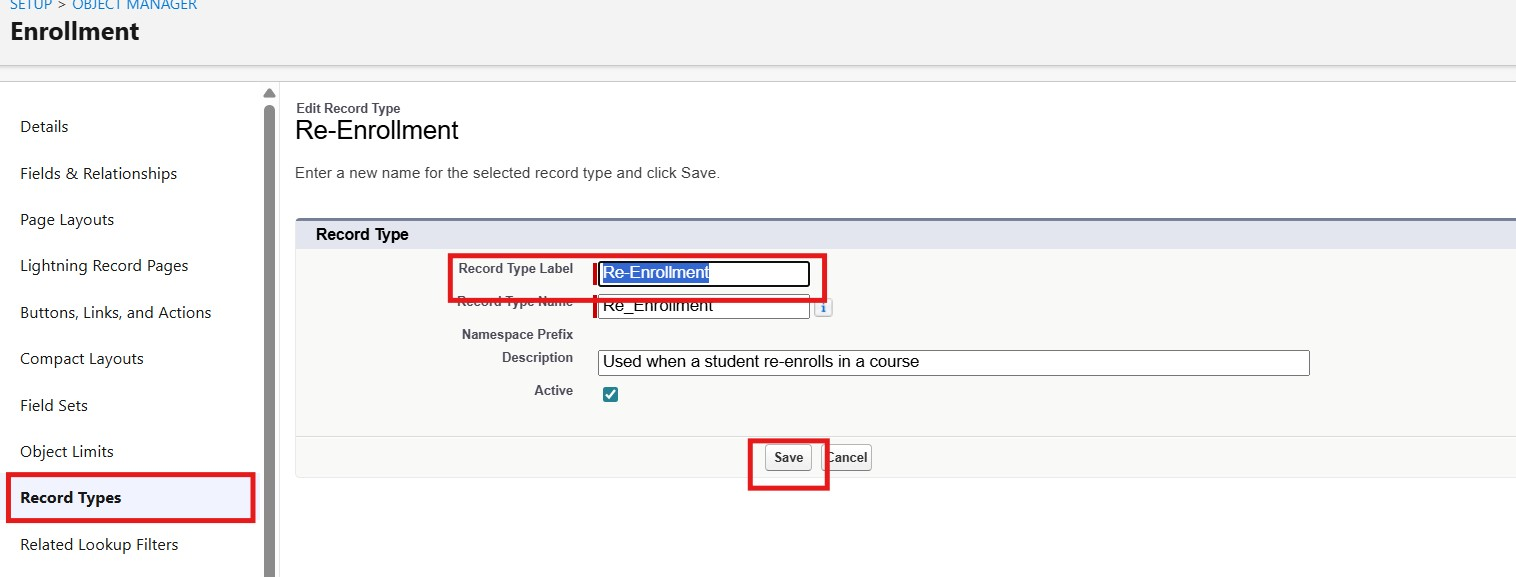 SETUP > OBJECT MANAGER
Enrollment
Details
Fields & Relationships
Page Layouts
Lightning Record Pages
Buttons, Links, and Actions
Compact Layouts
Field Sets
Object Limits
Record Types
Related Lookup Filters
Edit Record Type
Re-Enrollment
Enter a new name for the selected record type and click Save.
Record Type
Record Type Label Re-Enrollment
Record Type Name Re_Enrollment i
Namespace Prefix
Description Used when a student re-enrolls in a course
Active
Save Cancel